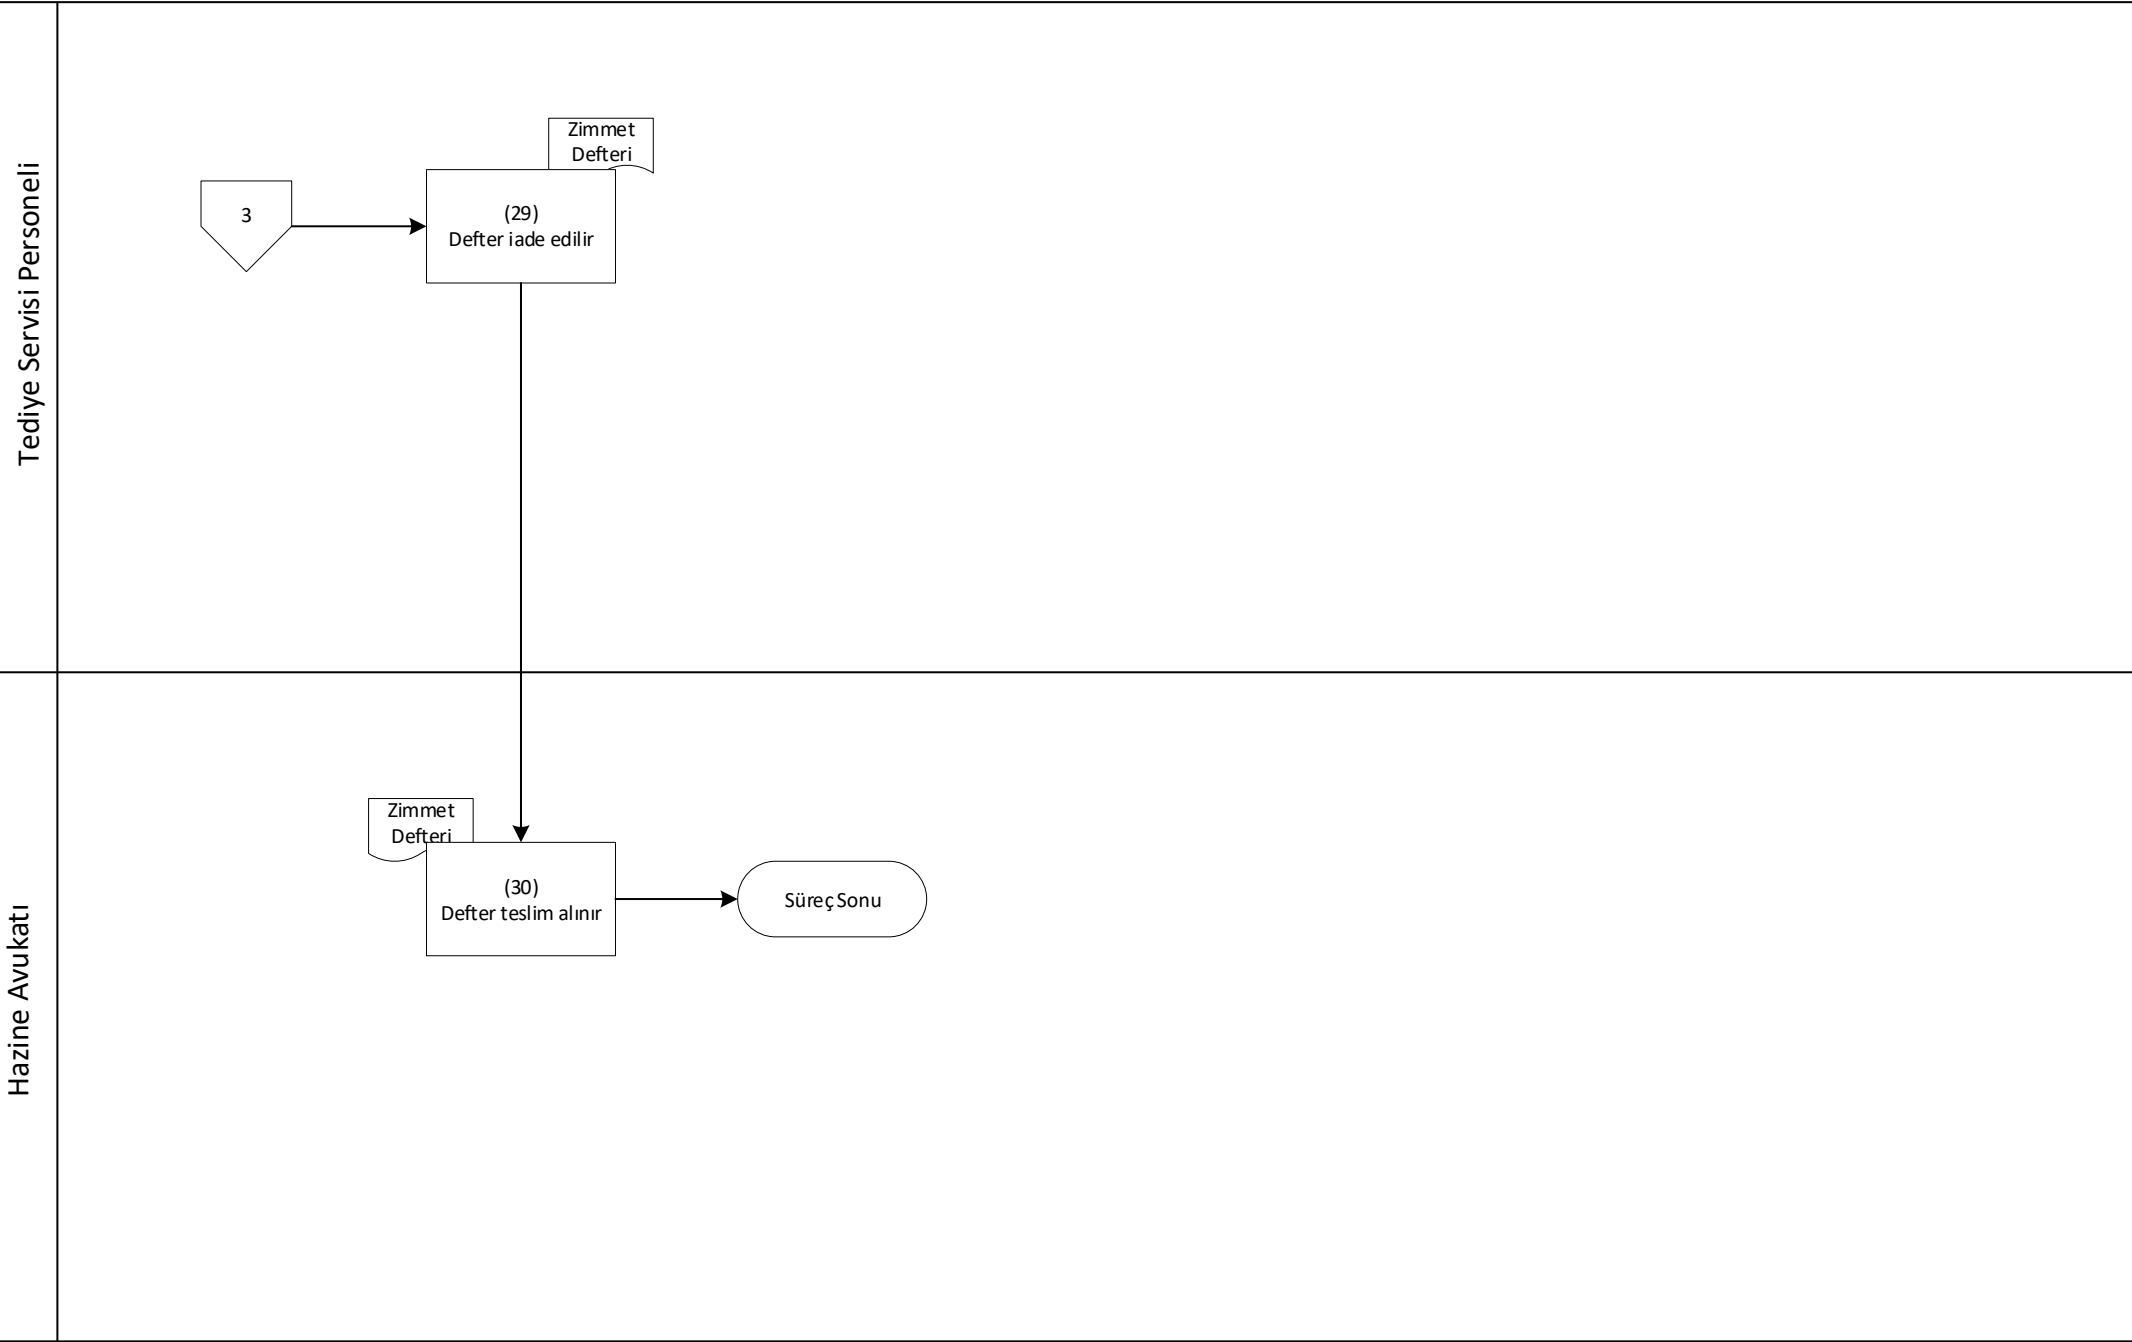 Tediye Servisi Personeli
Zimmet
Defteri
3
(29)
Defter iade edilir
Hazine Avukatı
Zimmet
Defteri
(30)
Defter teslim alınır
Süreç Sonu